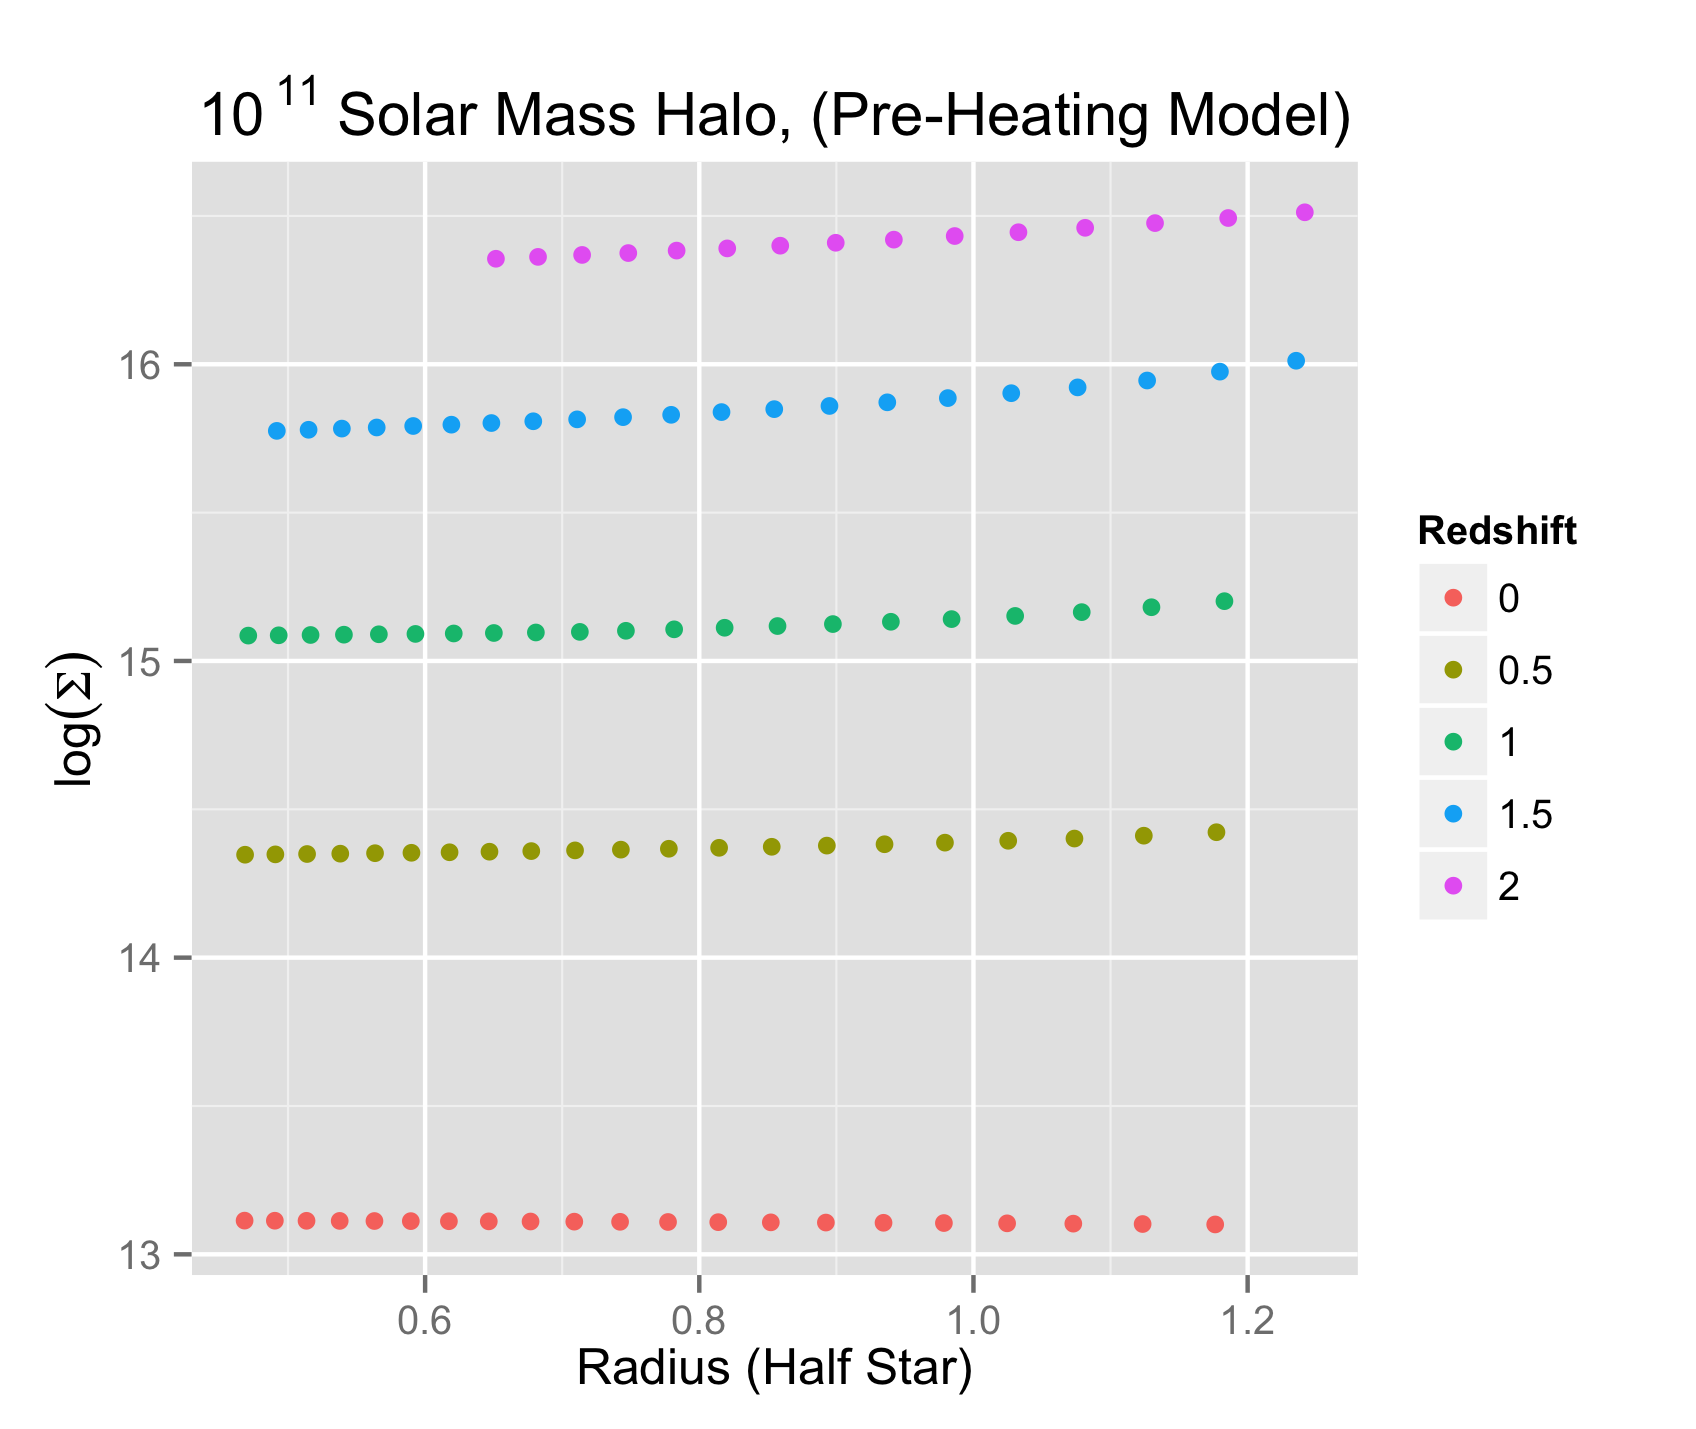 10 11 Solar Mass Halo, (Pre-Heating Model)
log(Σ)
16
15
14
13
0.6 0.8 1.0 1.2
Radius (Half Star)
Redshift
0
0.5
1
1.5
2